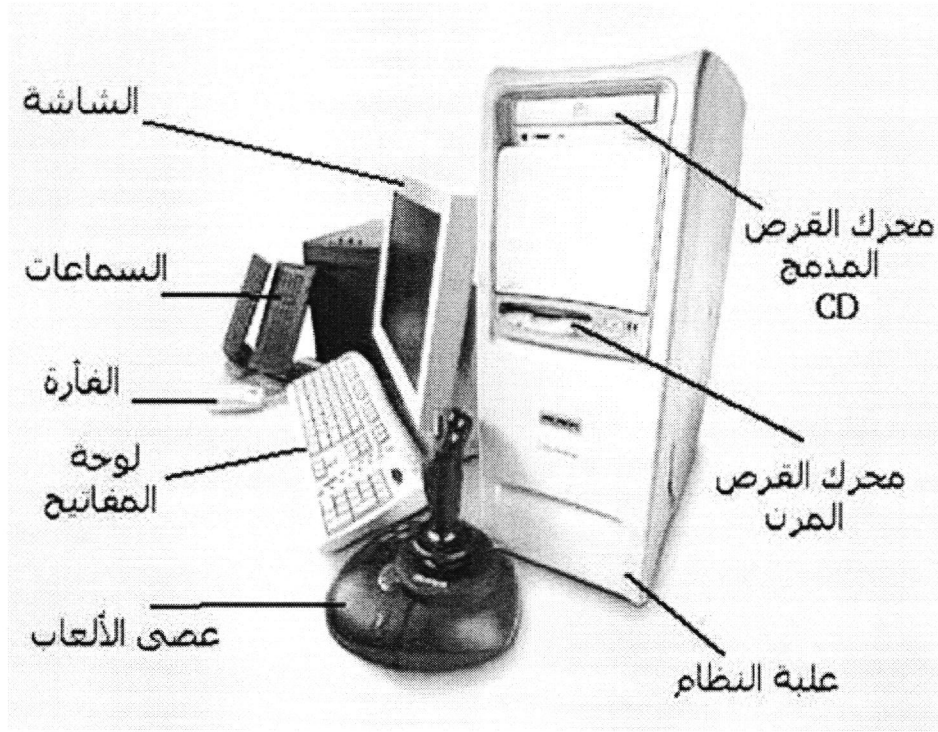 الشاشة
محرك القرص
المدمج
CD
السماعات
الفأرة
لوحة
المفاتيح
محرك القرص
المرن
عصى الألعاب
علبة النظام